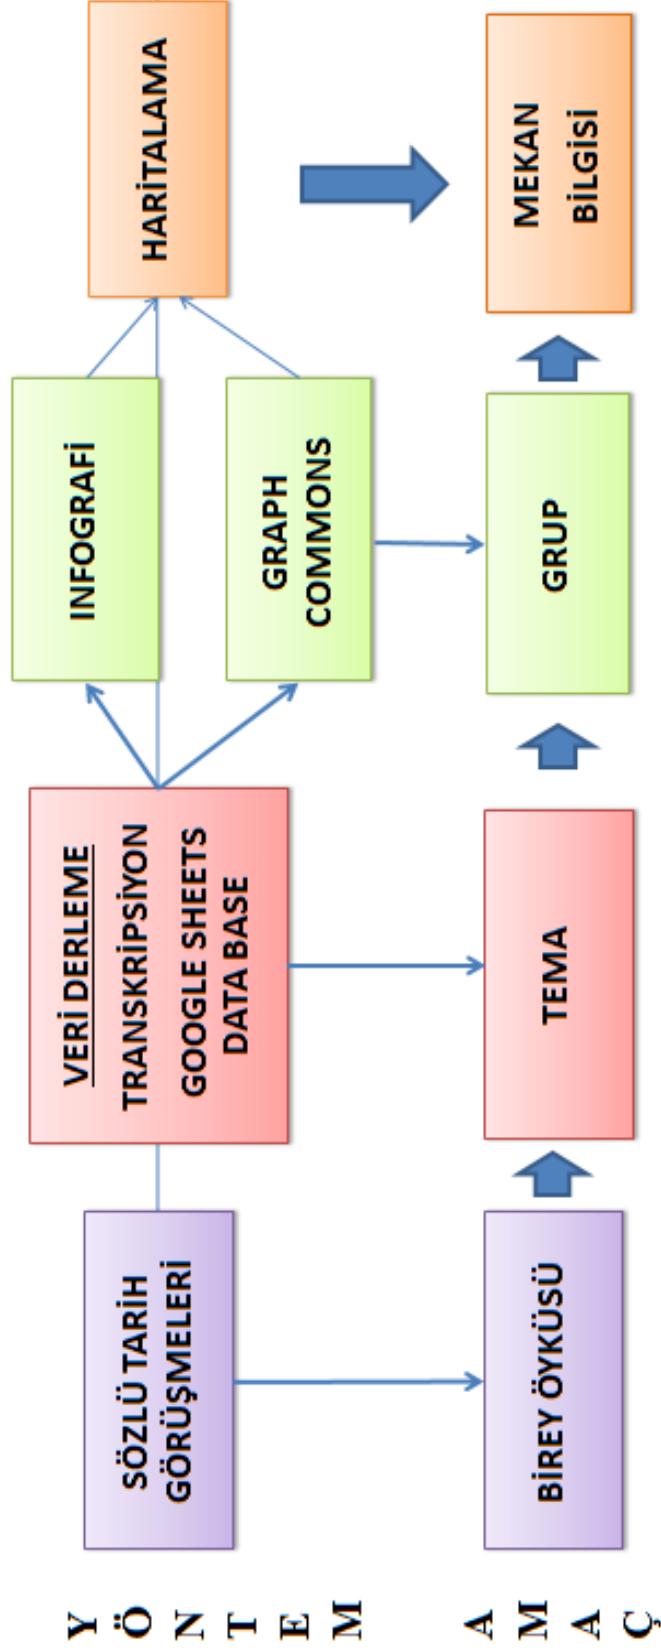 YÖNTEM
SÖZLÜ TARİH
GÖRÜŞMELERİ
VERİ DERLEME
TRANSKRİPSİYON
GOOGLE SHEETS
DATA BASE
INFOGRAFİ
GRAPH
COMMONS
HARİTALAMA
AMAÇ
BİREY ÖYKÜSÜ
TEMA
GRUP
MEKAN
BİLGİSİ